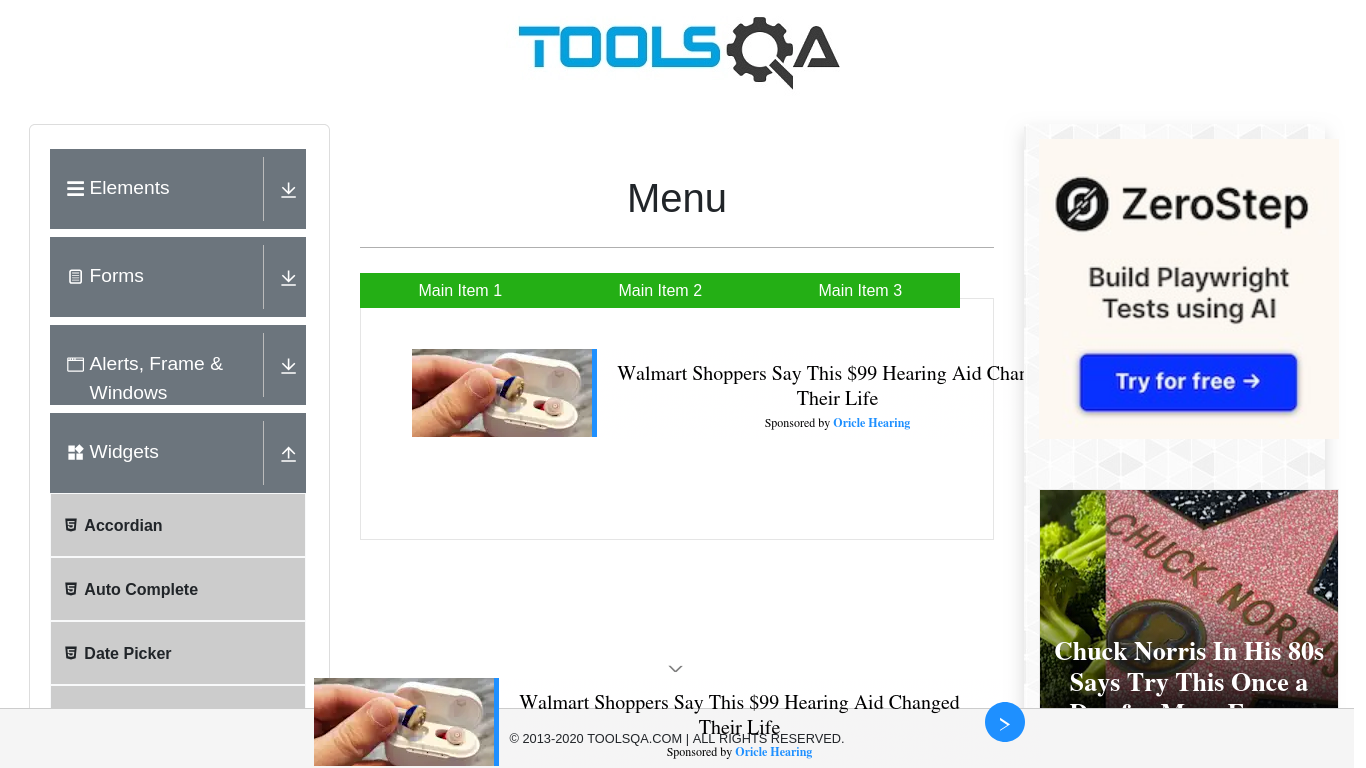 TOOLSQA
Elements
Forms
Alerts, Frame &
Windows
Widgets
Accordian
Auto Complete
Date Picker
Menu
Main Item 1
Main Item 2
Main Item 3
Walmart Shoppers Say This $99 Hearing Aid Chan
Their Life
Sponsored by Oricle Hearing
ZeroStep
Build Playwright
Tests using AI
Try for free →
CHUCK NORRIS
Chuck Norris In His 80s
Says Try This Once a
Walmart Shoppers Say This $99 Hearing Aid Changed
Their Life
Sponsored by Oricle Hearing
© 2013-2020 TOOLSQA.COM | ALL RIGHTS RESERVED.